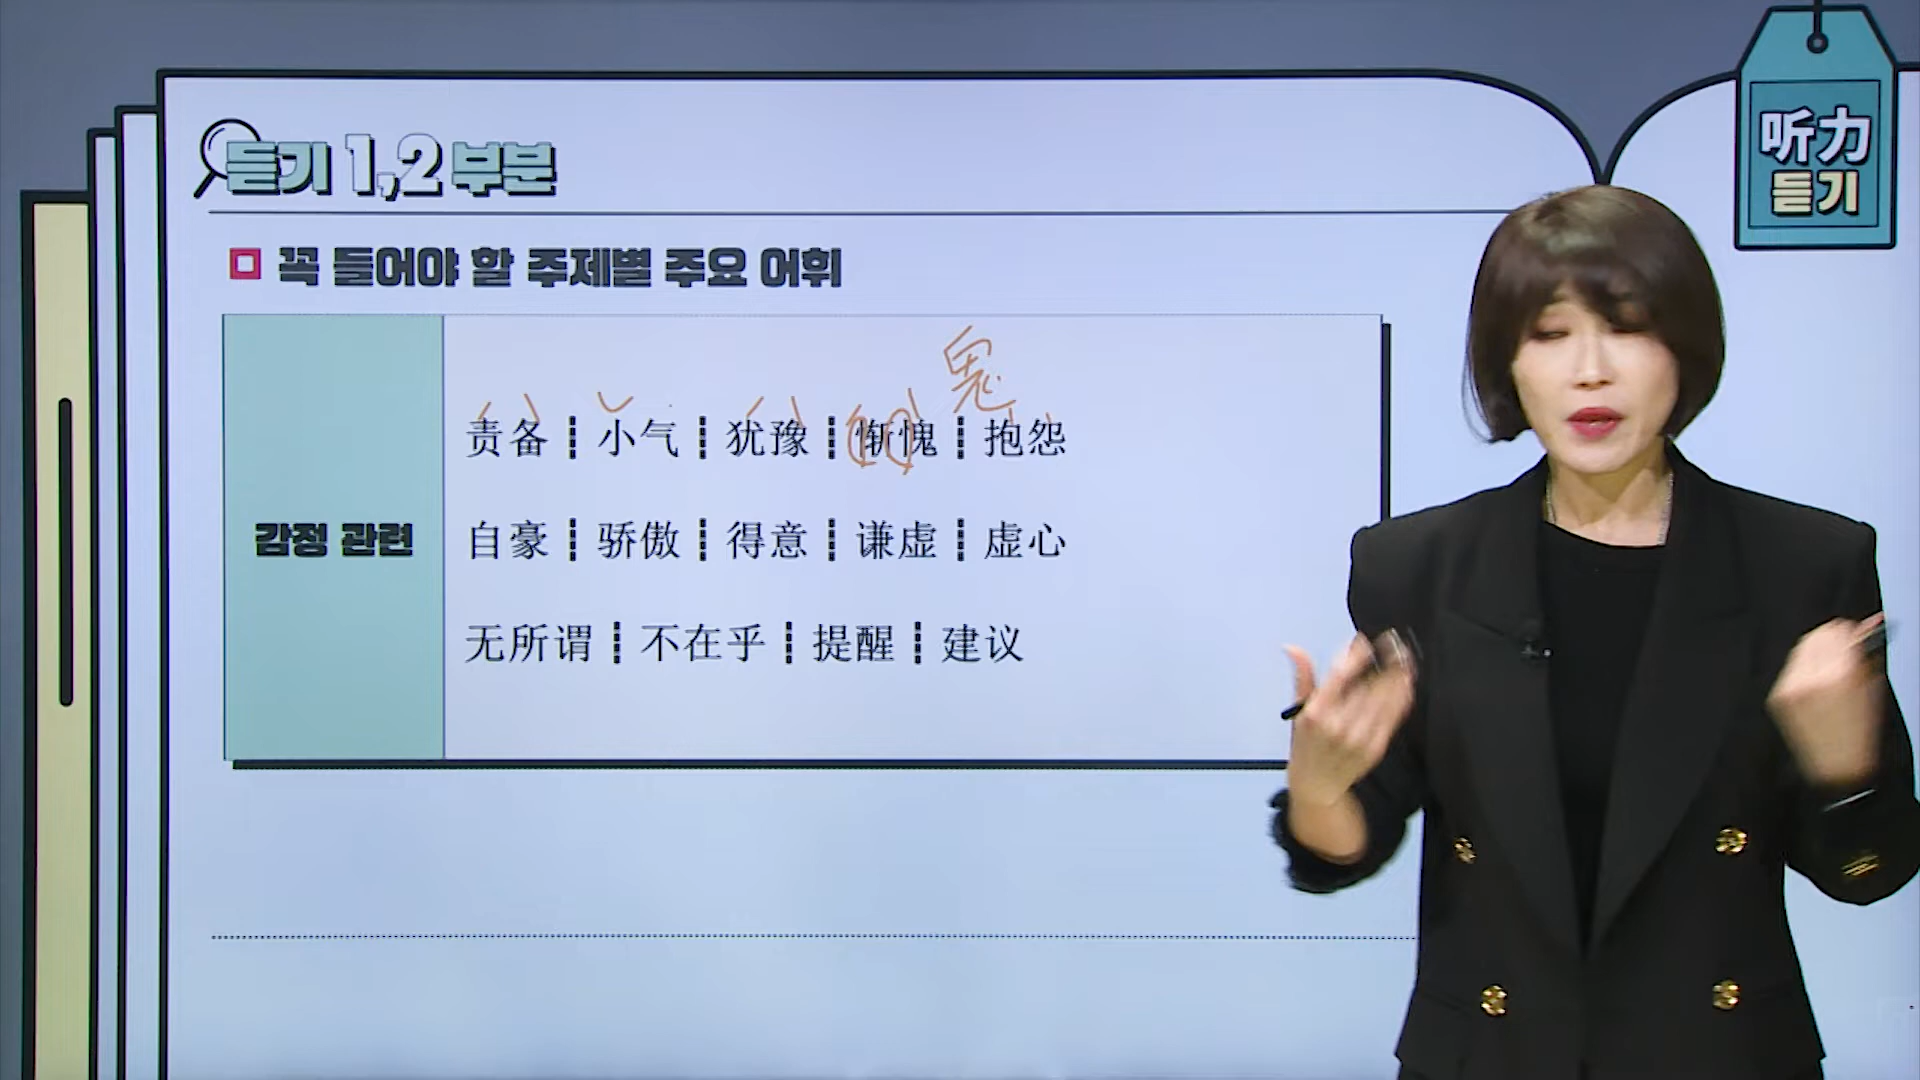 听力
듣기
듣기 1,2 부분
꼭 들어야 할 주제별 주요 어휘
鬼
责备 ┋ 小气 ┋ 犹豫 ┋ 惭愧 ┋ 抱怨
감정 관련
自豪 ┋ 骄傲 ┋ 得意 ┋ 谦虚 ┋ 虚心
无所谓 ┋ 不在乎 ┋ 提醒 ┋ 建议